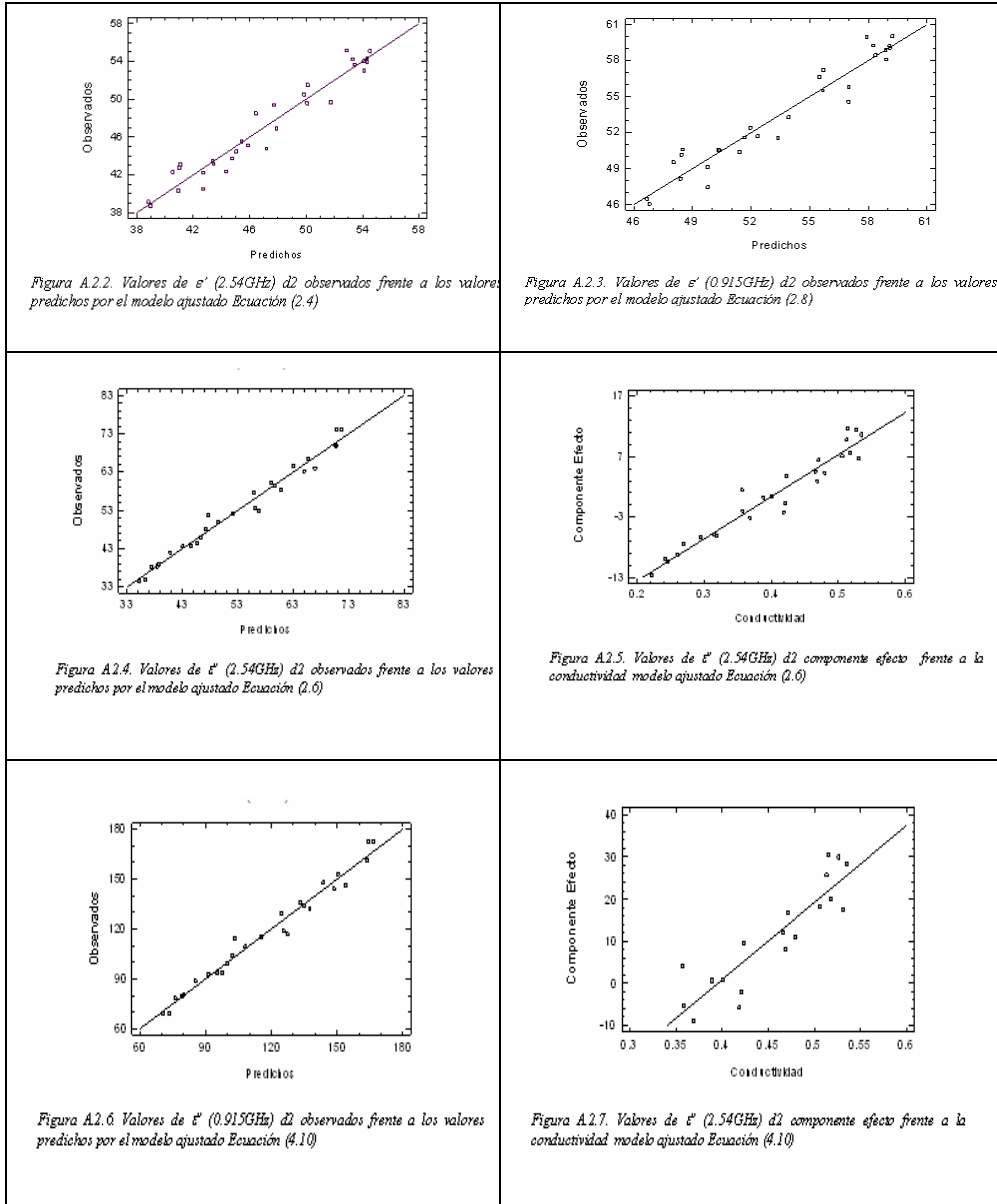 58
54
50
46
42
38
Observados
38
42
46
50
54
58
Predichos
Figura A.2.2. Valores de ε' (2.54GHz) d2 observados frente a los valores
predichos por el modelo ajustado Ecuación (2.4)
61
58
55
52
49
46
Observados
46
49
52
55
58
61
Predichos
Figura A.2.3. Valores de ε' (0.915GHz) d2 observados frente a los valores
predichos por el modelo ajustado Ecuación (2.8)
83
73
63
53
43
33
Observados
33
43
53
63
73
83
Predichos
Figura A.2.4. Valores de ε" (2.54GHz) d2 observados frente a los valores
predichos por el modelo ajustado Ecuación (2.6)
17
7
-3
-13
Componente Efecto
0.2
0.3
0.4
0.5
0.6
Conductividad
Figura A.2.5. Valores de ε" (2.54GHz) d2 componente efecto frente a la
conductividad modelo ajustado Ecuación (2.6)
180
150
120
90
60
Observados
60
90
120
150
180
Predichos
Figura A.2.6. Valores de ε" (0.915GHz) d2 observados frente a los valores
predichos por el modelo ajustado Ecuación (4.10)
40
30
20
10
0
-10
Componente Efecto
0.3
0.35
0.4
0.45
0.5
0.55
0.6
Conductividad
Figura A.2.7. Valores de ε" (2.54GHz) d2 componente efecto frente a la
conductividad modelo ajustado Ecuación (4.10)